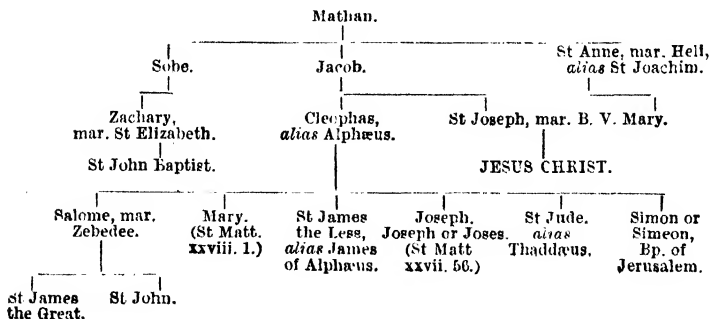 Mathan.
Sobe.
Jacob.
St Anne, mar. Heli,
alias St Joachim.
Zachary,
mar. St Elizabeth.
Cleophas,
alias Alphæus.
St Joseph, mar. B. V. Mary.
St John Baptist.
JESUS CHRIST.
Salome, mar.
Zebedee.
Mary.
(St Matt.
xxviii. 1.)
St James
the Less,
alias James
of Alphæus.
Joseph.
Joseph or Joses.
(St Matt
xxvii. 56.)
St Jude.
alias
Thaddæus.
Simon or
Simeon,
Bp. of
Jerusalem.
St James
the Great.
St John.